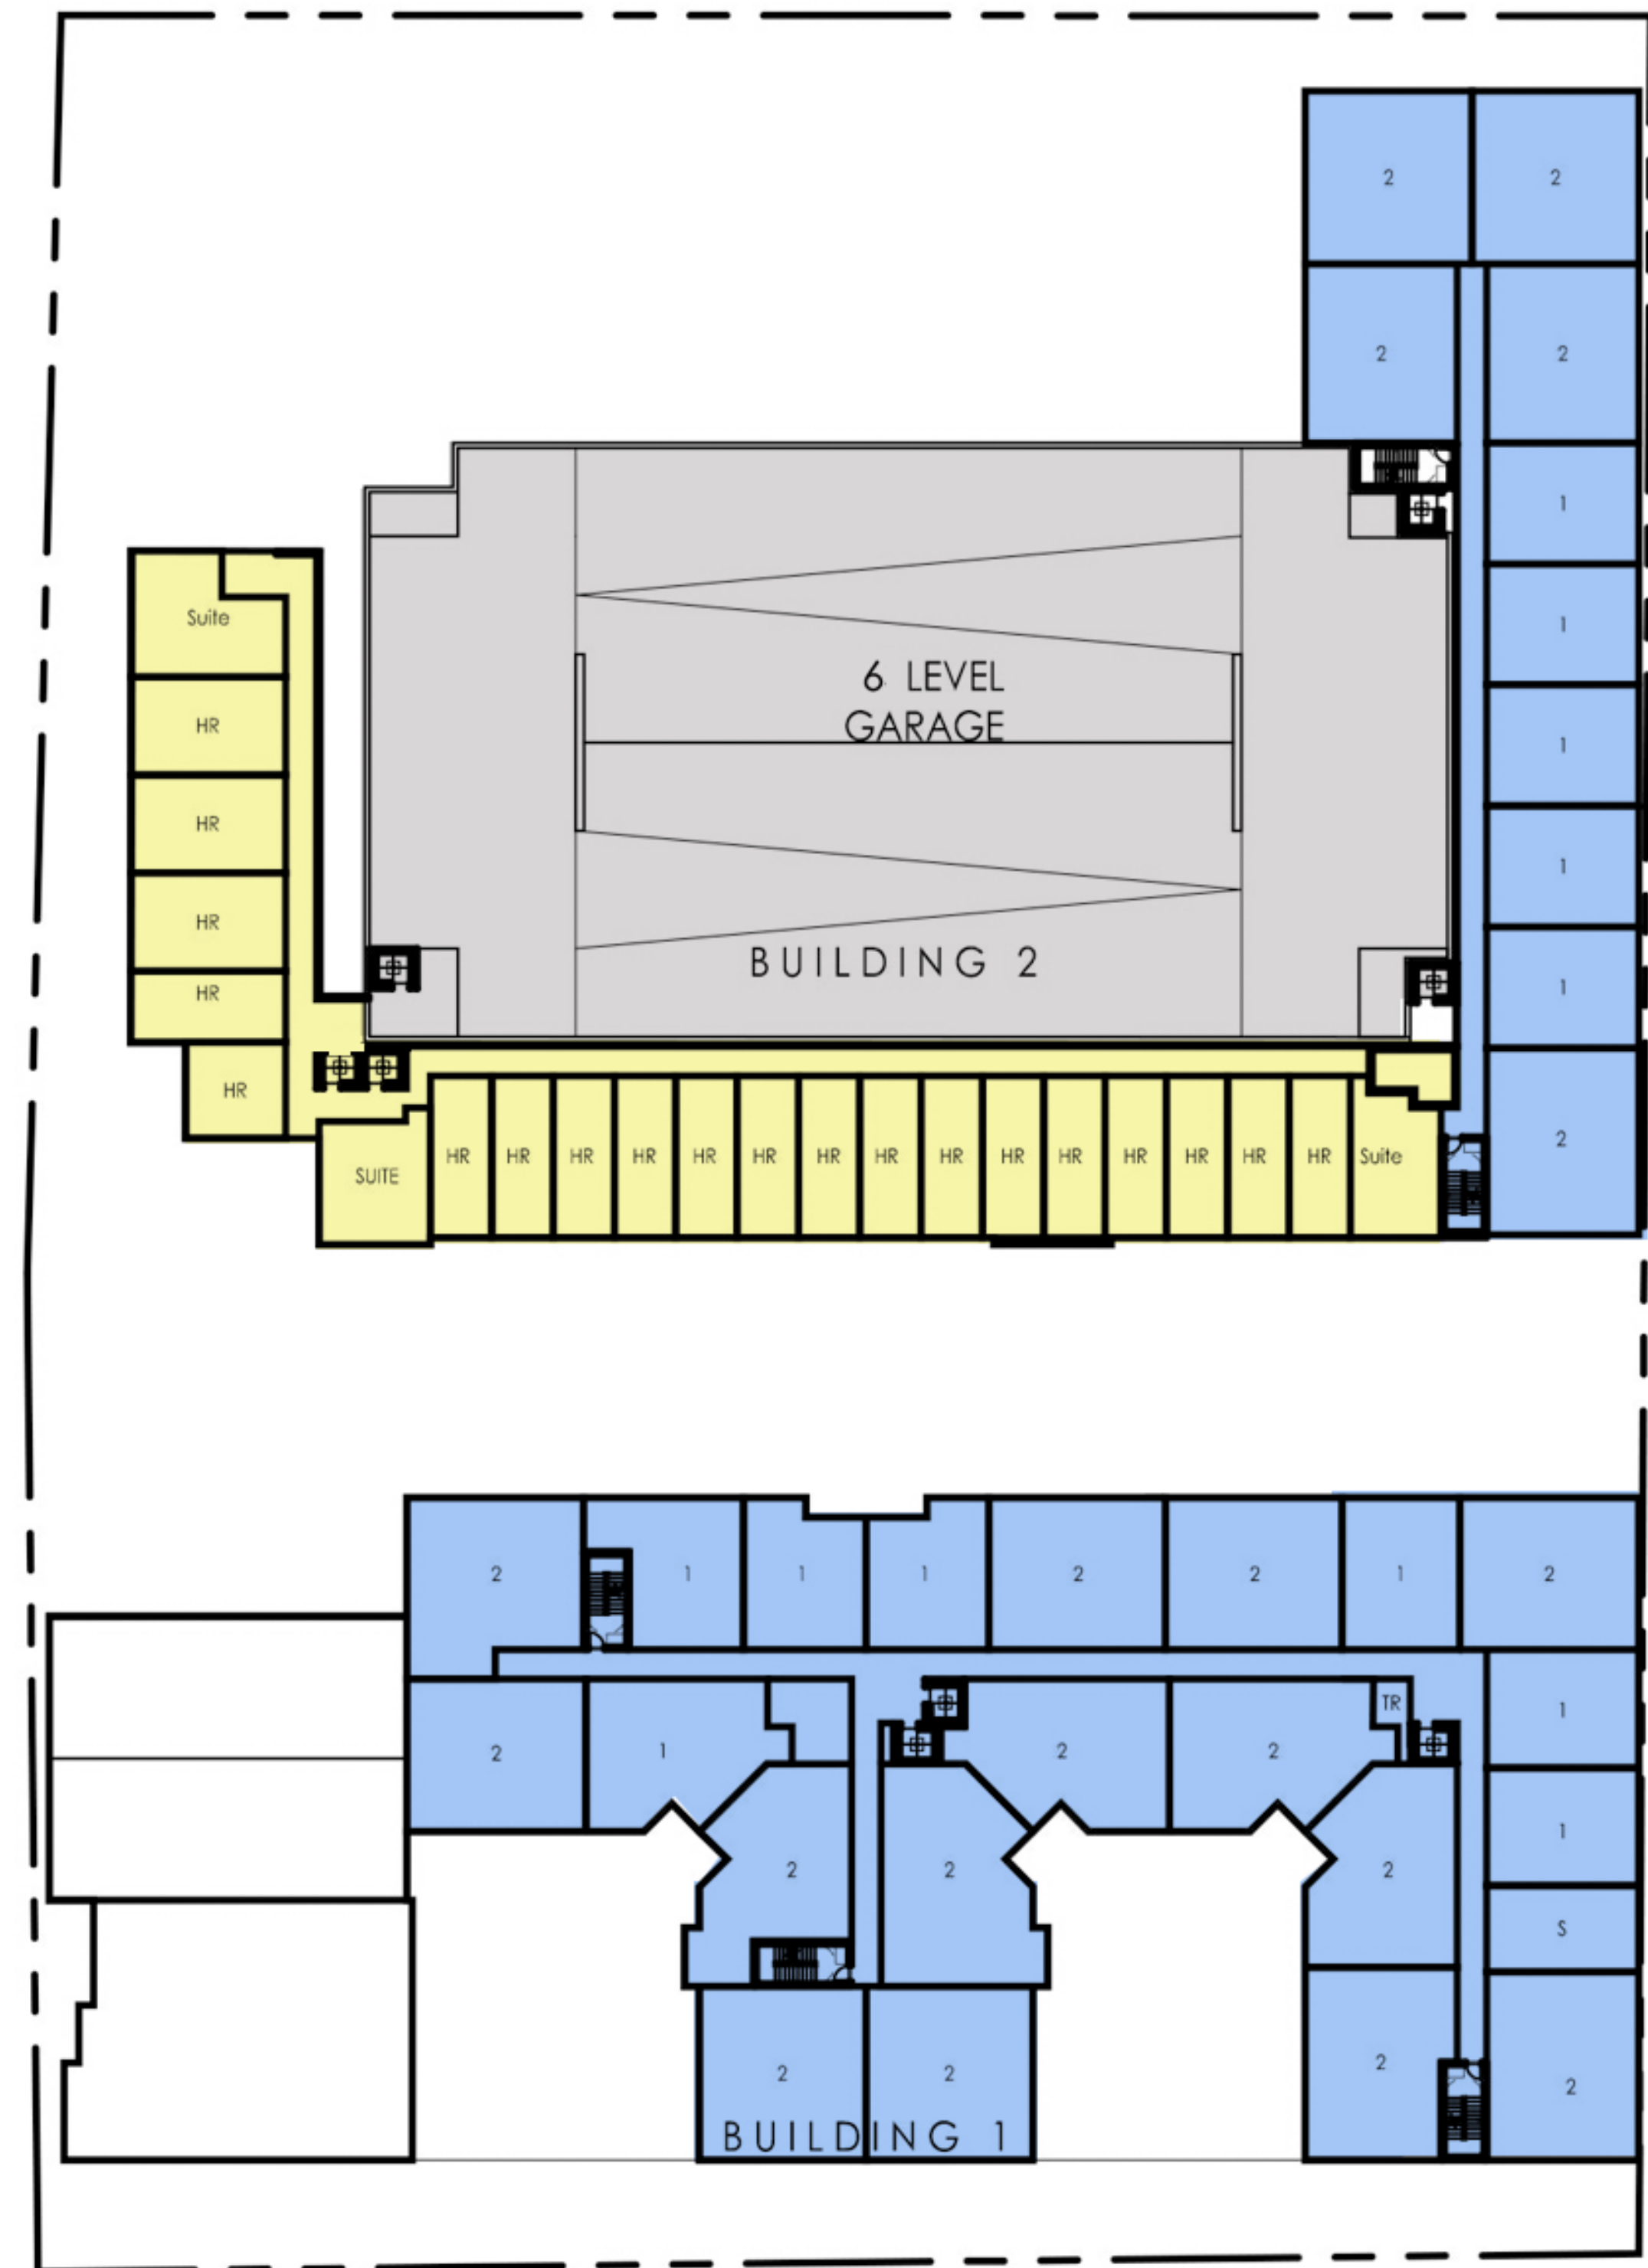 2 2
2 2
1
1
Suite
6 LEVEL
GARAGE
HR
1
HR
1
HR
BUILDING 2
HR
1
HR
2
SUITE HR HR HR HR HR HR HR HR HR HR HR HR HR HR HR Suite
2 1 1 1 2 2 1 2
TR
1
2 1 2 2
1
2 2 2
S
2
2 2
2
BUILDING 1